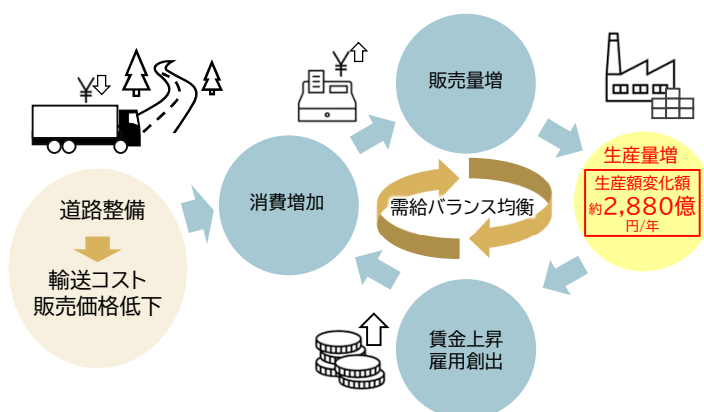 ¥
¥
販売量増
生産量増
生産額変化額
約2,880億
円/年
道路整備
輸送コスト
販売価格低下
消費増加
需給バランス均衡
賃金上昇
雇用創出